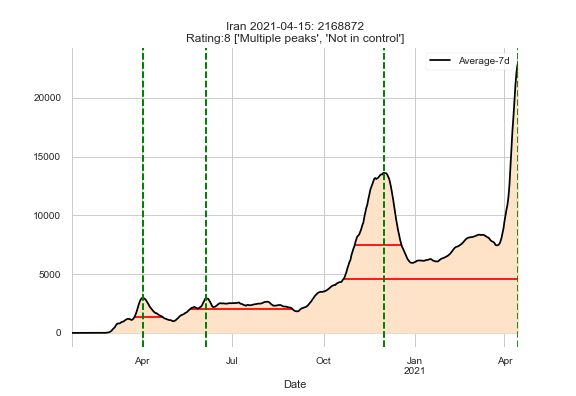 Iran 2021-04-15: 2168872
Rating:8 ['Multiple peaks', 'Not in control']
Average-7d
20000
15000
10000
5000
0
Apr
Jul
Oct
Jan
2021
Apr
Date